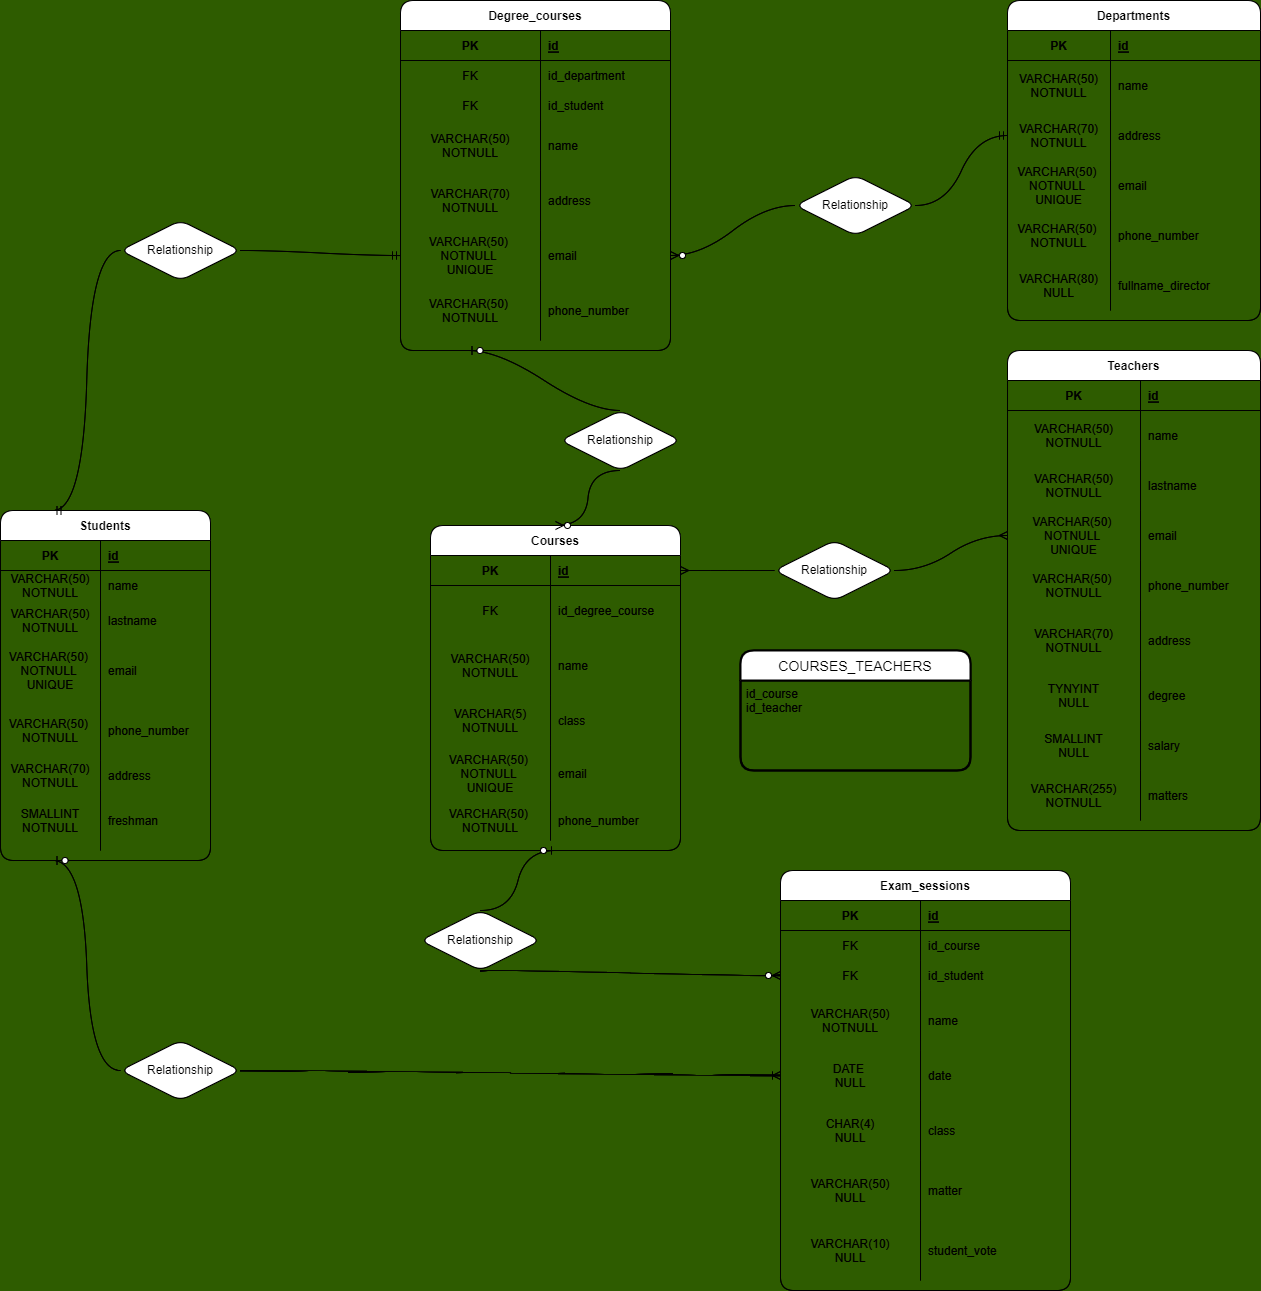 Degree_courses
PK id
FK id_department
FK id_student
VARCHAR(50)
NOTNULL
name
VARCHAR(70)
NOTNULL
address
VARCHAR(50)
NOTNULL
UNIQUE
email
VARCHAR(50)
NOTNULL
phone_number
Departments
PK id
VARCHAR(50)
NOTNULL
name
VARCHAR(70)
NOTNULL
address
VARCHAR(50)
NOTNULL
UNIQUE
email
VARCHAR(50)
NOTNULL
phone_number
VARCHAR(80)
NULL
fullname_director
Relationship
Relationship
Relationship
Teachers
PK id
VARCHAR(50)
NOTNULL
name
VARCHAR(50)
NOTNULL
lastname
VARCHAR(50)
NOTNULL
UNIQUE
email
VARCHAR(50)
NOTNULL
phone_number
VARCHAR(70)
NOTNULL
address
TYNYINT
NULL
degree
SMALLINT
NULL
salary
VARCHAR(255)
NOTNULL
matters
Students
PK id
VARCHAR(50)
NOTNULL
name
VARCHAR(50)
NOTNULL
lastname
VARCHAR(50)
NOTNULL
UNIQUE
email
VARCHAR(50)
NOTNULL
phone_number
VARCHAR(70)
NOTNULL
address
SMALLINT
NOTNULL
freshman
Courses
PK id
FK id_degree_course
VARCHAR(50)
NOTNULL
name
VARCHAR(5)
NOTNULL
class
VARCHAR(50)
NOTNULL
UNIQUE
email
VARCHAR(50)
NOTNULL
phone_number
Relationship
COURSES_TEACHERS
id_course
id_teacher
Relationship
Relationship
Exam_sessions
PK id
FK id_course
FK id_student
VARCHAR(50)
NOTNULL
name
DATE
NULL
date
CHAR(4)
NULL
class
VARCHAR(50)
NULL
matter
VARCHAR(10)
NULL
student_vote